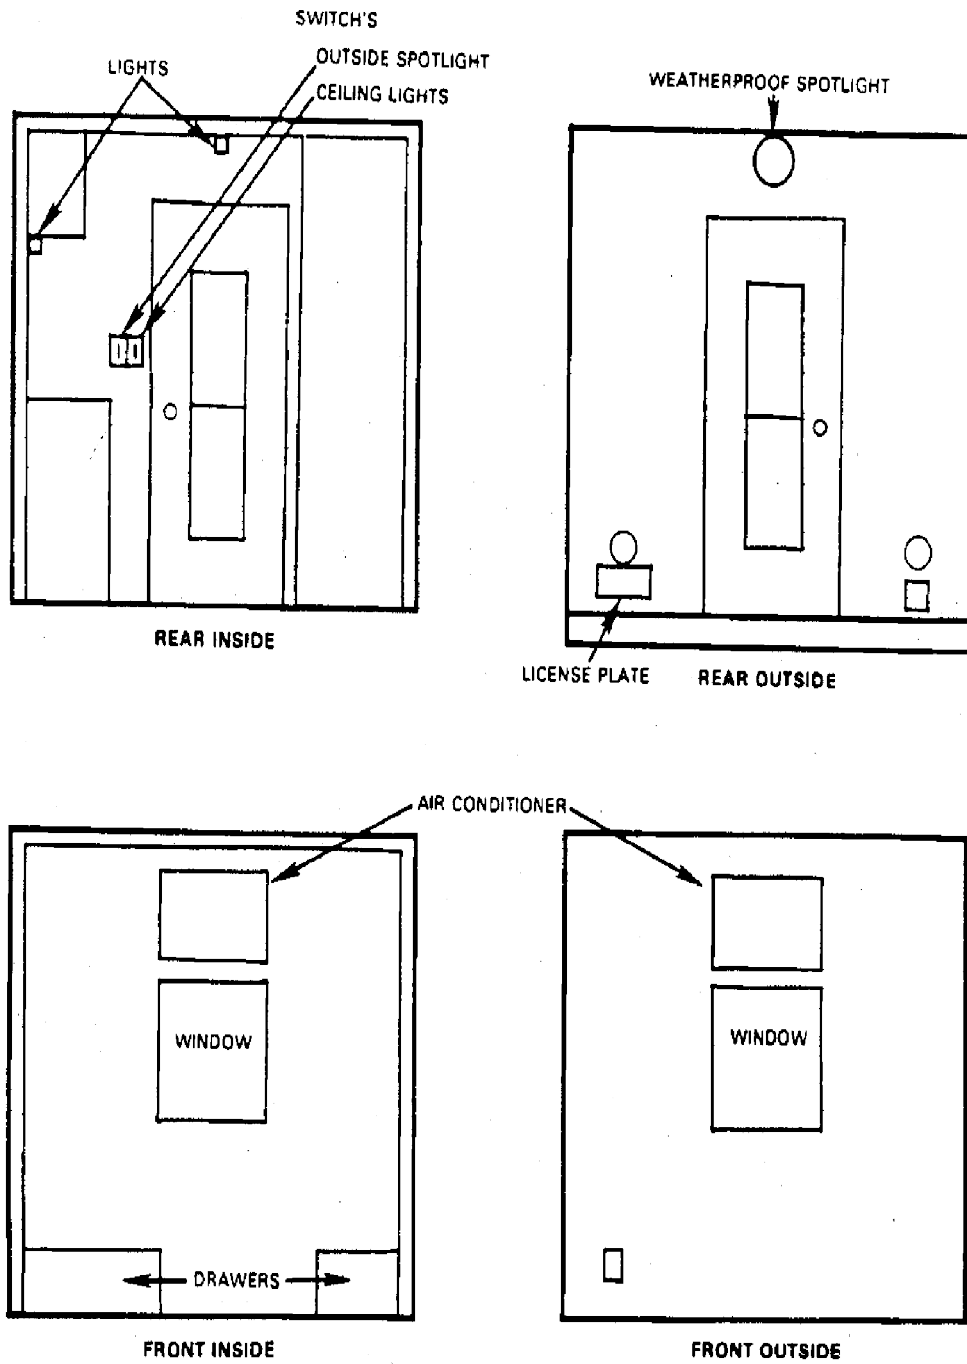 SWITCH'S
OUTSIDE SPOTLIGHT
LIGHTS
CEILING LIGHTS
WEATHERPROOF SPOTLIGHT
REAR INSIDE
LICENSE PLATE
REAR OUTSIDE
AIR CONDITIONER
WINDOW
WINDOW
DRAWERS
FRONT INSIDE
FRONT OUTSIDE